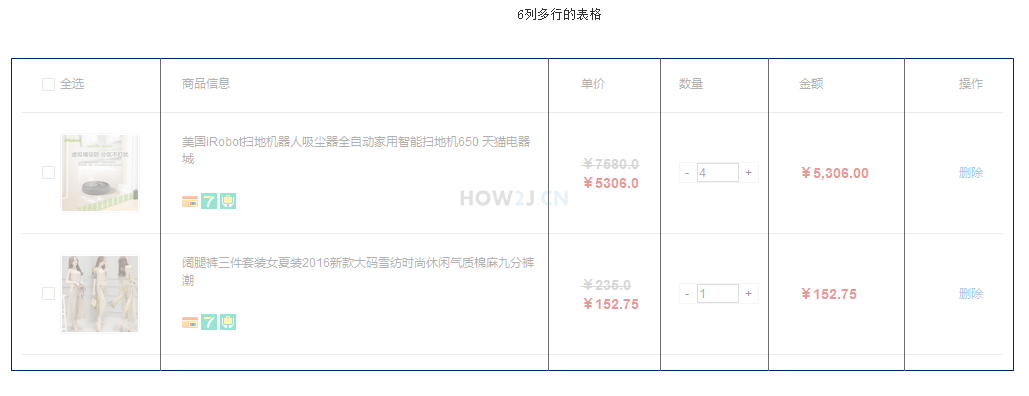 6列多行的表格
全选 商品信息 单价 数量 金额 操作
美国iRobot扫地机器人吸尘器全自动家用智能扫地机650 天猫电器
城
￥7580.0
￥5306.0
- 4 +
￥5,306.00
删除
7
HOW2J.CN
阔腿裤三件套装女夏装2016新款大码雪纺时尚休闲气质棉麻九分裤
潮
￥235.0
￥152.75
- 1 +
￥152.75
删除
7